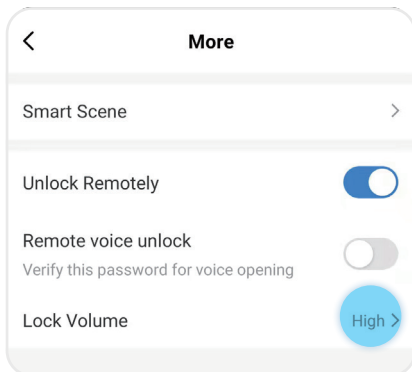 More
Smart Scene
Unlock Remotely
Remote voice unlock
Verify this password for voice opening
Lock Volume High